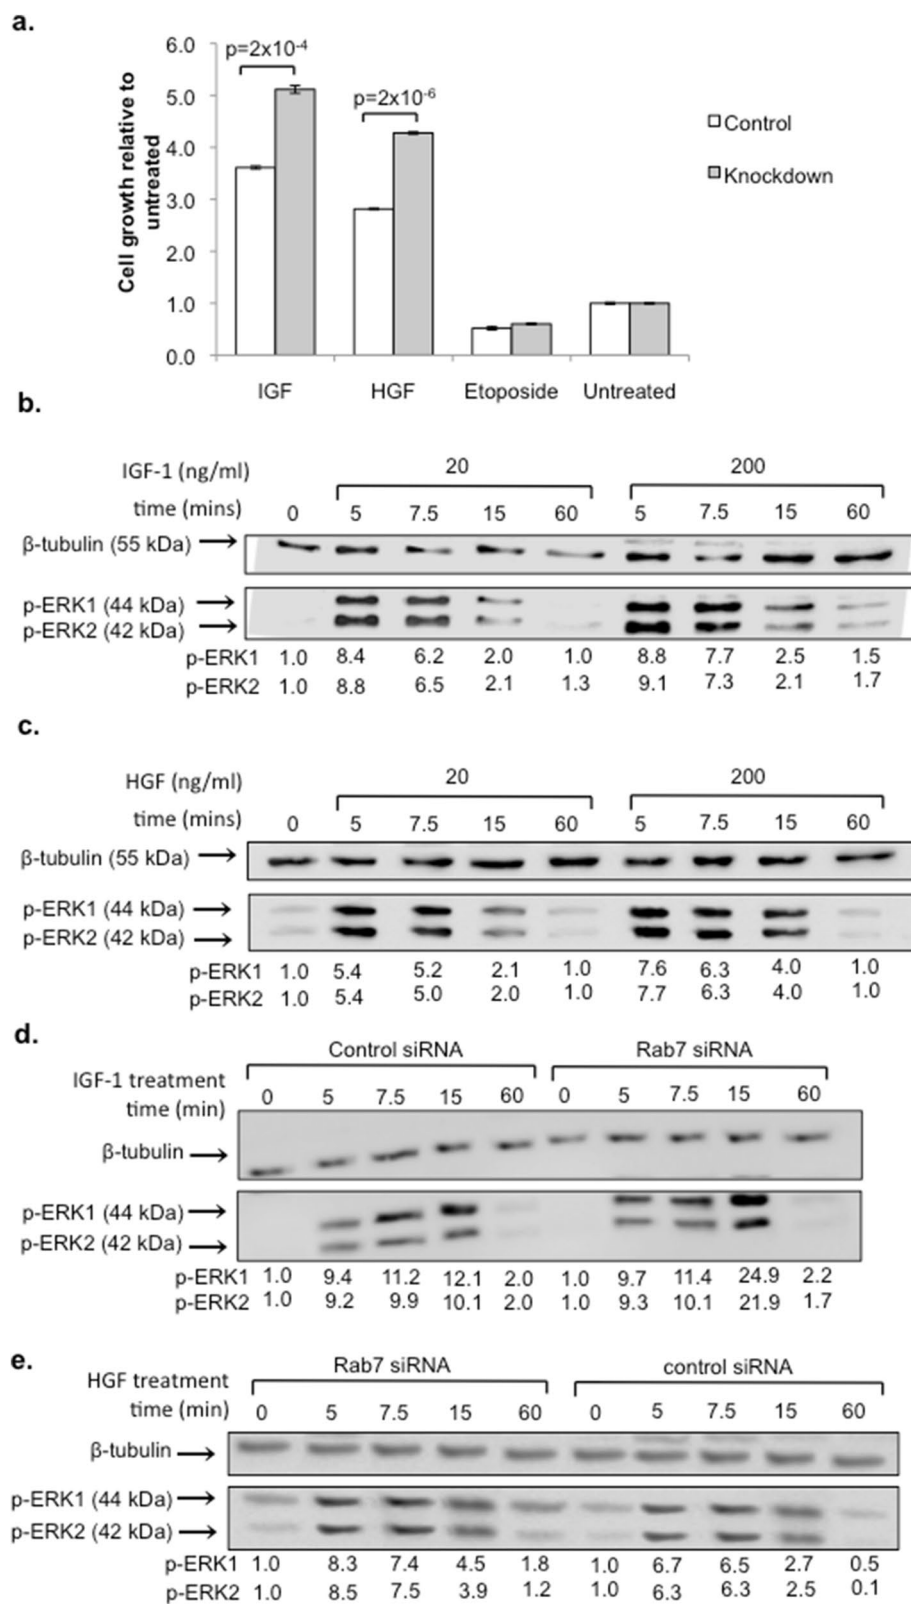 a.
p=2x10-4
p=2x10-6
Cell growth relative to
untreated
6.0
5.0
4.0
3.0
2.0
1.0
0.0
Control
Knockdown
IGF HGF Etoposide Untreated
b.
IGF-1 (ng/ml) 20 200
time (mins) 0 5 7.5 15 60 5 7.5 15 60
β-tubulin (55 kDa)
p-ERK1 (44 kDa)
p-ERK2 (42 kDa)
p-ERK1 1.0 8.4 6.2 2.0 1.0 8.8 7.7 2.5 1.5
p-ERK2 1.0 8.8 6.5 2.1 1.3 9.1 7.3 2.1 1.7
c.
HGF (ng/ml) 20 200
time (mins) 0 5 7.5 15 60 5 7.5 15 60
β-tubulin (55 kDa)
p-ERK1 (44 kDa)
p-ERK2 (42 kDa)
p-ERK1 1.0 5.4 5.2 2.1 1.0 7.6 6.3 4.0 1.0
p-ERK2 1.0 5.4 5.0 2.0 1.0 7.7 6.3 4.0 1.0
d.
Control siRNA Rab7 siRNA
IGF-1 treatment
time (min) 0 5 7.5 15 60 0 5 7.5 15 60
β-tubulin
p-ERK1 (44 kDa)
p-ERK2 (42 kDa)
p-ERK1 1.0 9.4 11.2 12.1 2.0 1.0 9.7 11.4 24.9 2.2
p-ERK2 1.0 9.2 9.9 10.1 2.0 1.0 9.3 10.1 21.9 1.7
e.
Rab7 siRNA control siRNA
HGF treatment
time (min) 0 5 7.5 15 60 0 5 7.5 15 60
β-tubulin
p-ERK1 (44 kDa)
p-ERK2 (42 kDa)
p-ERK1 1.0 8.3 7.4 4.5 1.8 1.0 6.7 6.5 2.7 0.5
p-ERK2 1.0 8.5 7.5 3.9 1.2 1.0 6.3 6.3 2.5 0.1